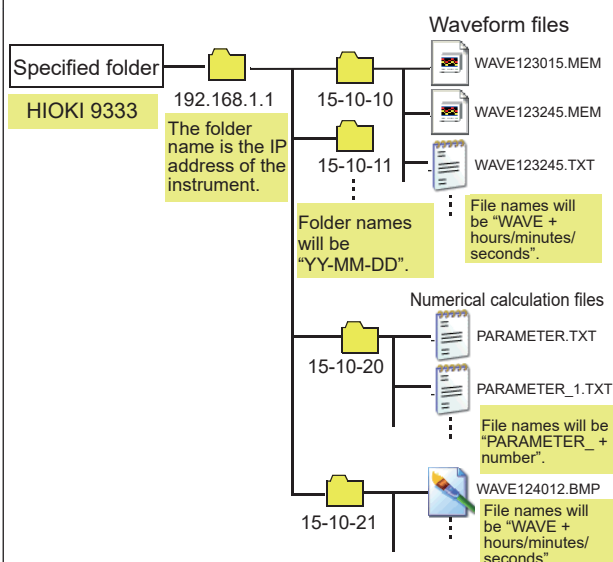 Waveform files
Specified folder
HIOKI 9333
192.168.1.1
The folder
name is the IP
address of the
instrument.
15-10-10
15-10-11
Folder names
will be
“YY-MM-DD”.
WAVE123015.MEM
WAVE123245.MEM
WAVE123245.TXT
File names will
be “WAVE +
hours/minutes/
seconds”.
Numerical calculation files
15-10-20
PARAMETER.TXT
PARAMETER_1.TXT
File names will be
“PARAMETER_ +
number”.
15-10-21
WAVE124012.BMP
File names will
be “WAVE +
hours/minutes/
seconds”